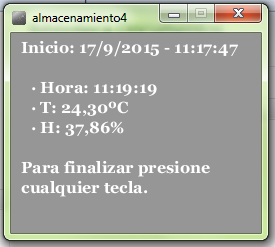 almacenamiento4
Inicio: 17/9/2015 - 11:17:47
· Hora: 11:19:19
· T: 24,30ºC
· H: 37,86%
Para finalizar presione
cualquier tecla.